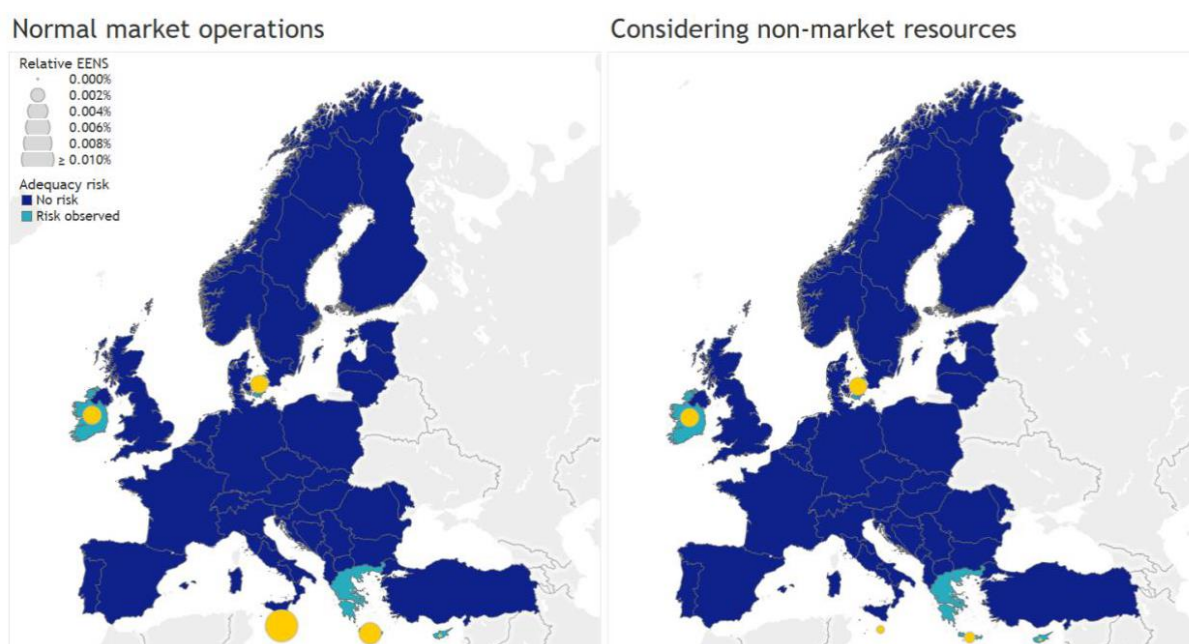 Normal market operations
Considering non-market resources
Relative EENS
0.000%
0.002%
0.004%
0.006%
0.008%
≥ 0.010%
Adequacy risk
No risk
Risk observed